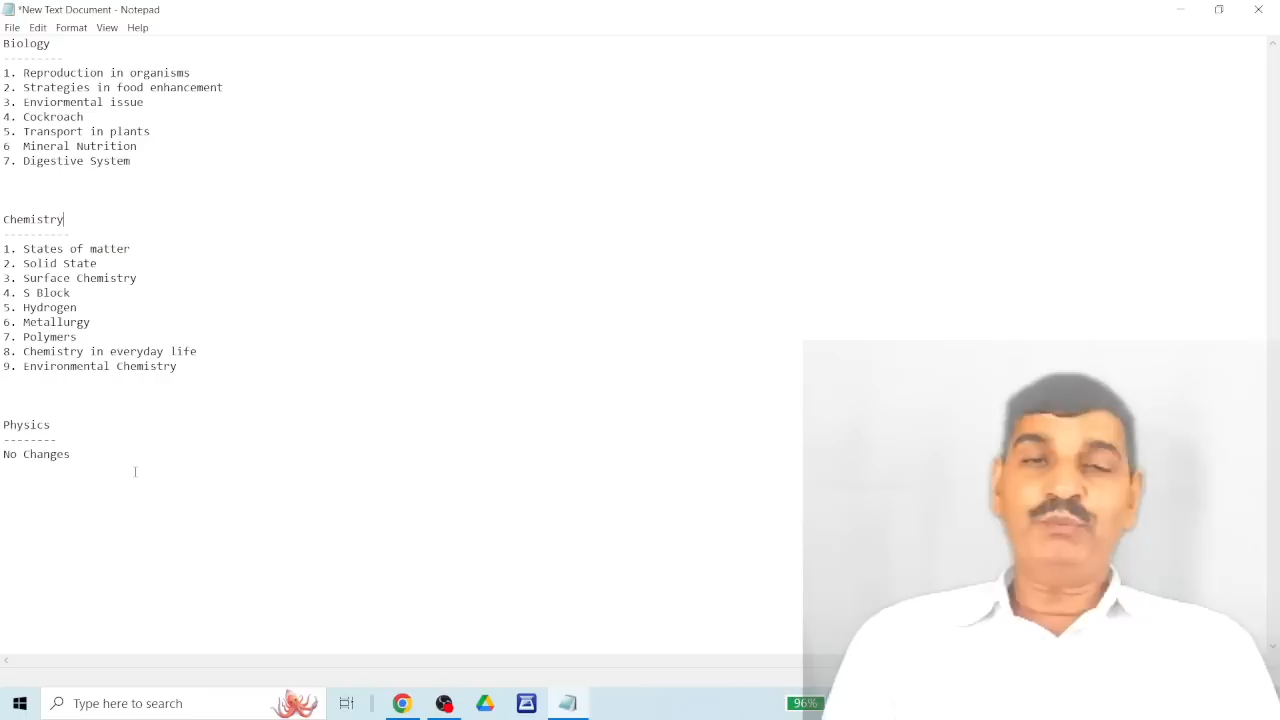 *New Text Document - Notepad
File Edit Format View Help
Biology
---------
1. Reproduction in organisms
2. Strategies in food enhancement
3. Enviormental issue
4. Cockroach
5. Transport in plants
6  Mineral Nutrition
7. Digestive System
Chemistry
----------
1. States of matter
2. Solid State
3. Surface Chemistry
4. S Block
5. Hydrogen
6. Metallurgy
7. Polymers
8. Chemistry in everyday life
9. Environmental Chemistry
Physics
--------
No Changes
Type here to search
96%